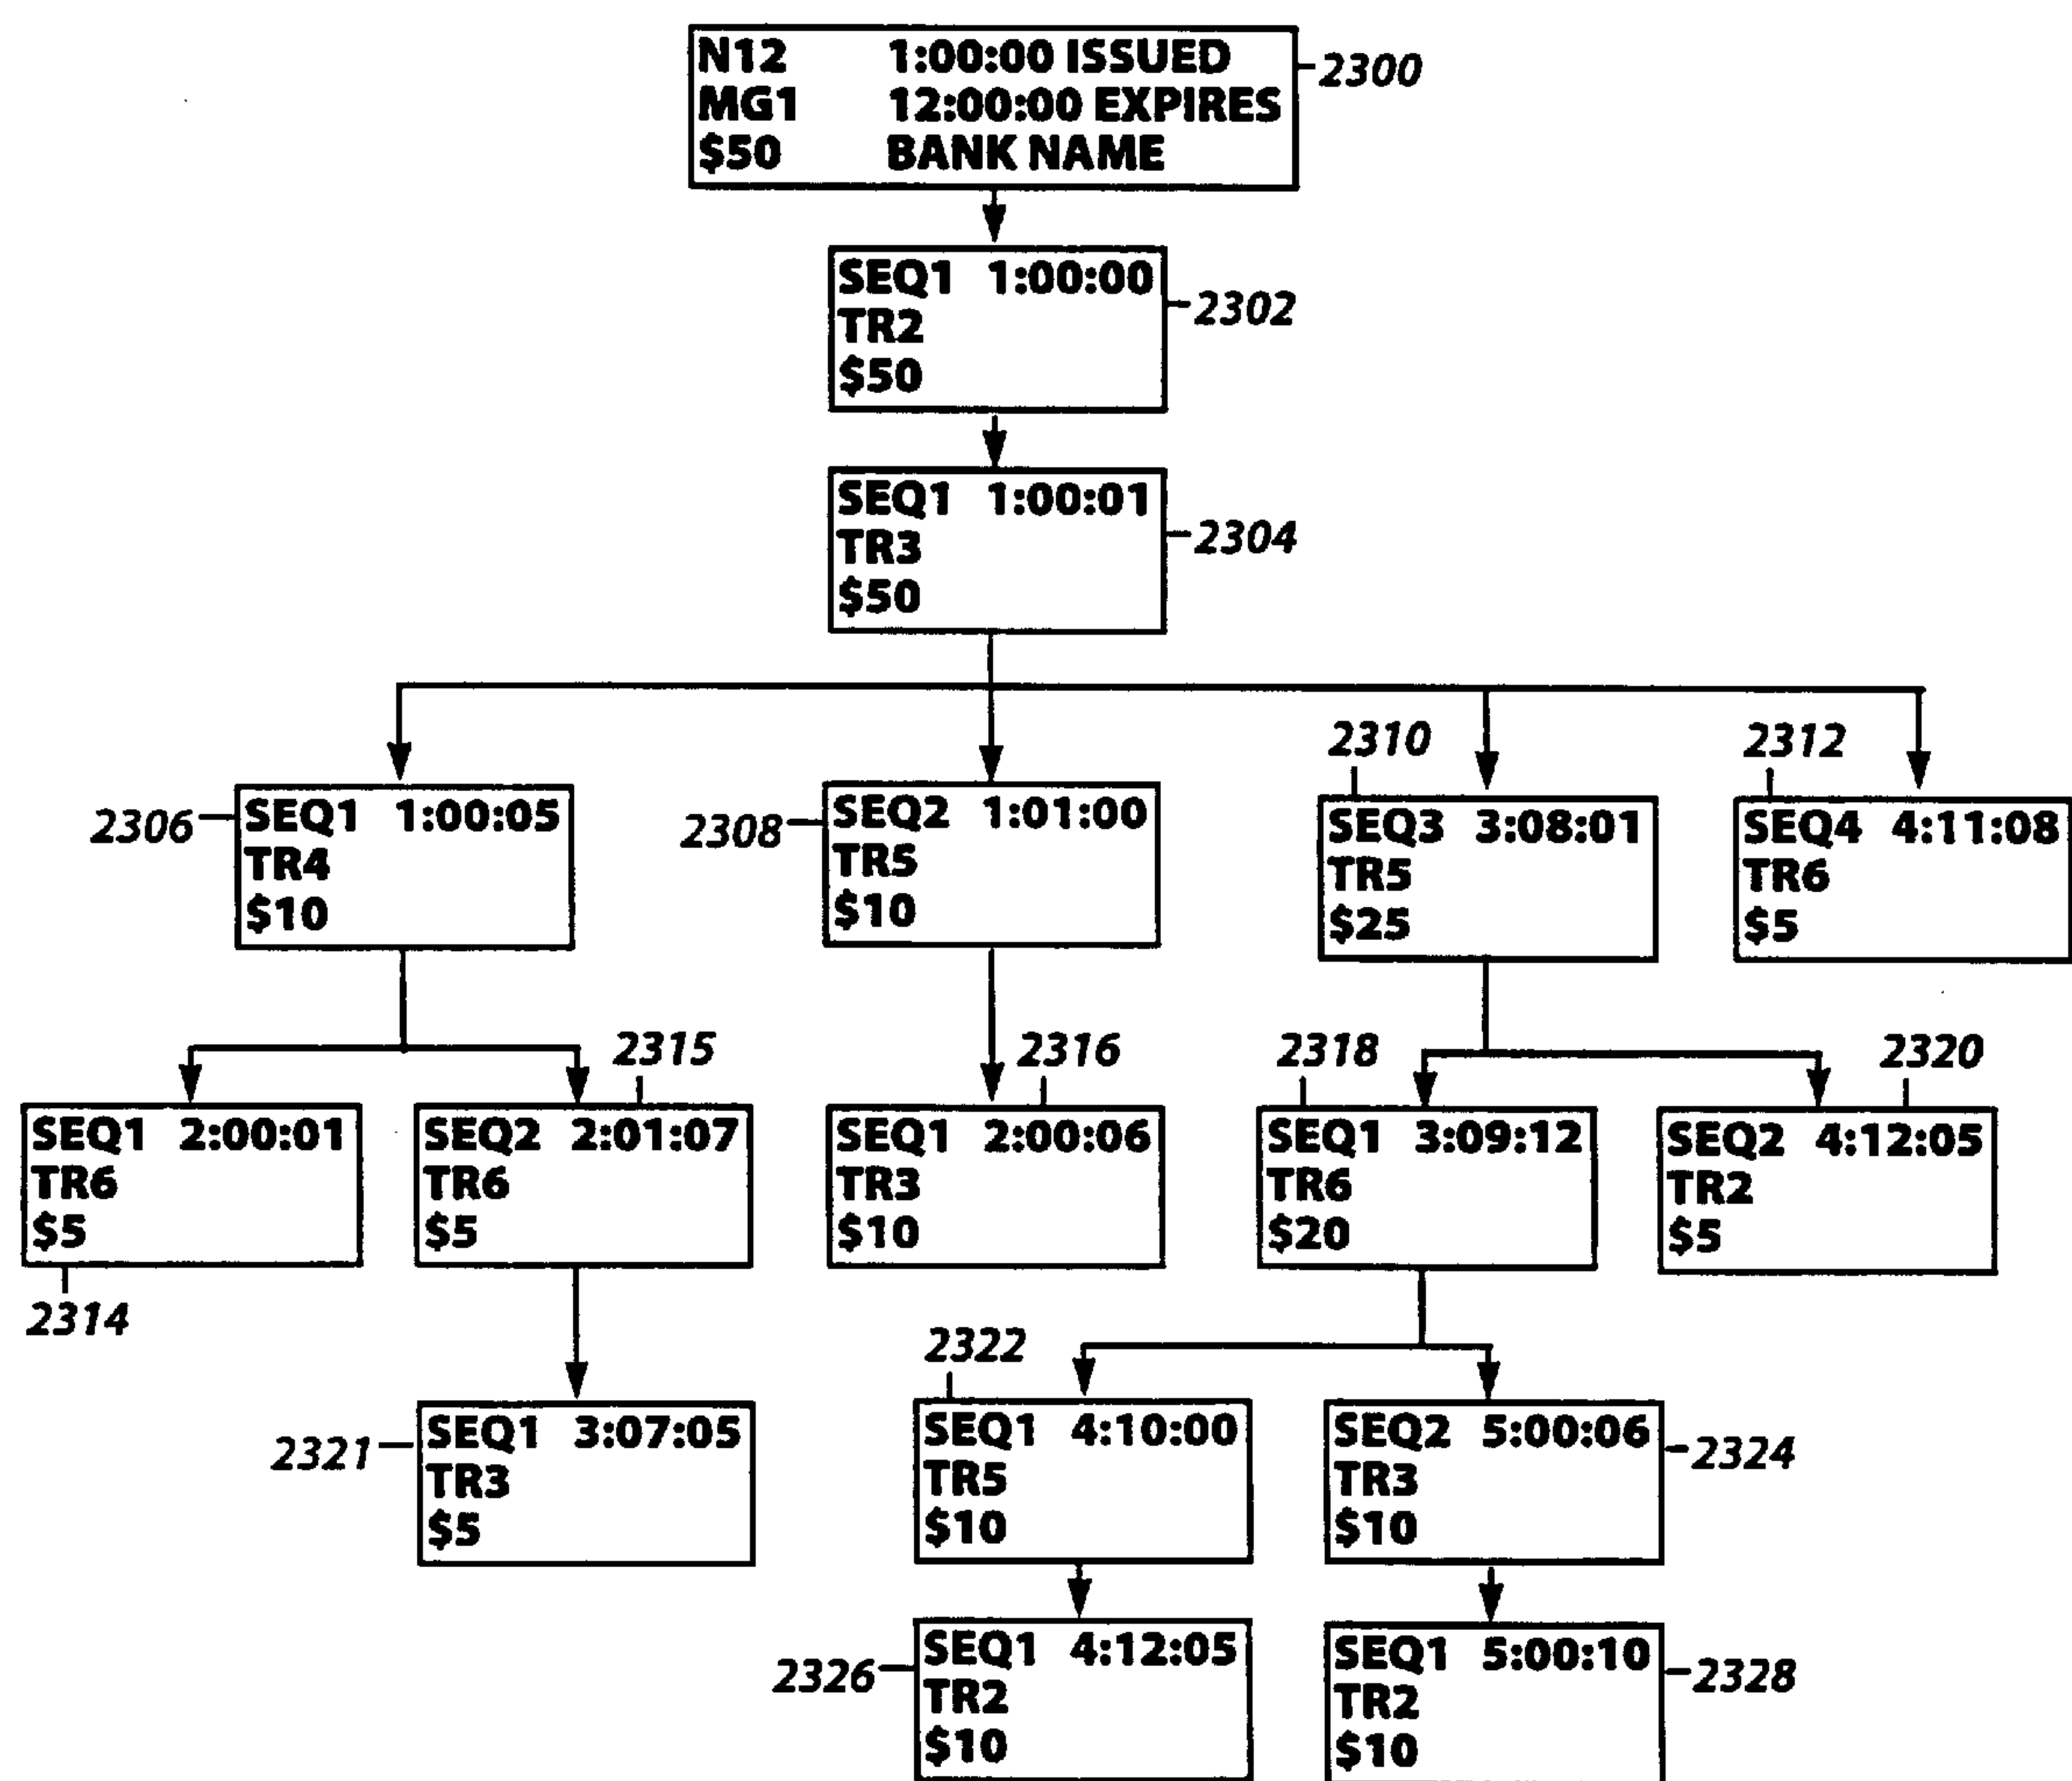 N12 1:00:00 ISSUED
MG1 12:00:00 EXPIRES
$50 BANK NAME
2300
SEQ1 1:00:00
TR2
$50
2302
SEQ1 1:00:01
TR3
$50
2304
2306
SEQ1 1:00:05
TR4
$10
2308
SEQ2 1:01:00
TR5
$10
2310
SEQ3 3:08:01
TR5
$25
2312
SEQ4 4:11:08
TR6
$5
SEQ1 2:00:01
TR6
$5
2314
2315
SEQ2 2:01:07
TR6
$5
2316
SEQ1 2:00:06
TR3
$10
2318
SEQ1 3:09:12
TR6
$20
2320
SEQ2 4:12:05
TR2
$5
2321
SEQ1 3:07:05
TR3
$5
2322
SEQ1 4:10:00
TR5
$10
SEQ2 5:00:06
TR3
$10
2324
2326
SEQ1 4:12:05
TR2
$10
SEQ1 5:00:10
TR2
$10
2328